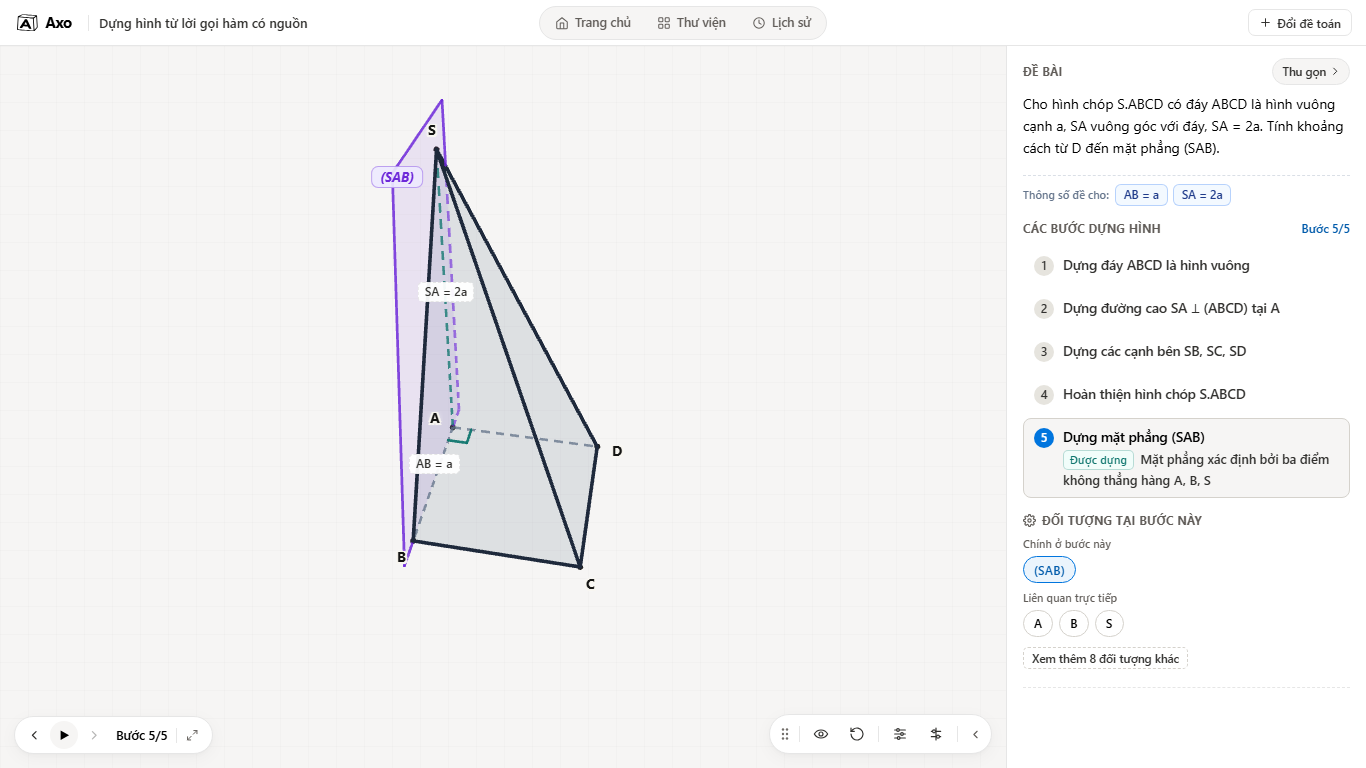 Axo
Dựng hình từ lời gọi hàm có nguồn
Trang chủ
Thư viện
Lịch sử
Đổi đề toán
S
(SAB)
SA = 2a
A
AB = a
D
B
C
Bước 5/5
ĐỀ BÀI
Thu gọn
Cho hình chóp S.ABCD có đáy ABCD là hình vuông
cạnh a, SA vuông góc với đáy, SA = 2a. Tính khoảng
cách từ D đến mặt phẳng (SAB).
Thông số đề cho: AB = a SA = 2a
CÁC BƯỚC DỰNG HÌNH
Bước 5/5
1 Dựng đáy ABCD là hình vuông
2 Dựng đường cao SA ⊥ (ABCD) tại A
3 Dựng các cạnh bên SB, SC, SD
4 Hoàn thiện hình chóp S.ABCD
5 Dựng mặt phẳng (SAB)
Được dựng Mặt phẳng xác định bởi ba điểm
không thẳng hàng A, B, S
ĐỐI TƯỢNG TẠI BƯỚC NÀY
Chính ở bước này
(SAB)
Liên quan trực tiếp
A B S
Xem thêm 8 đối tượng khác